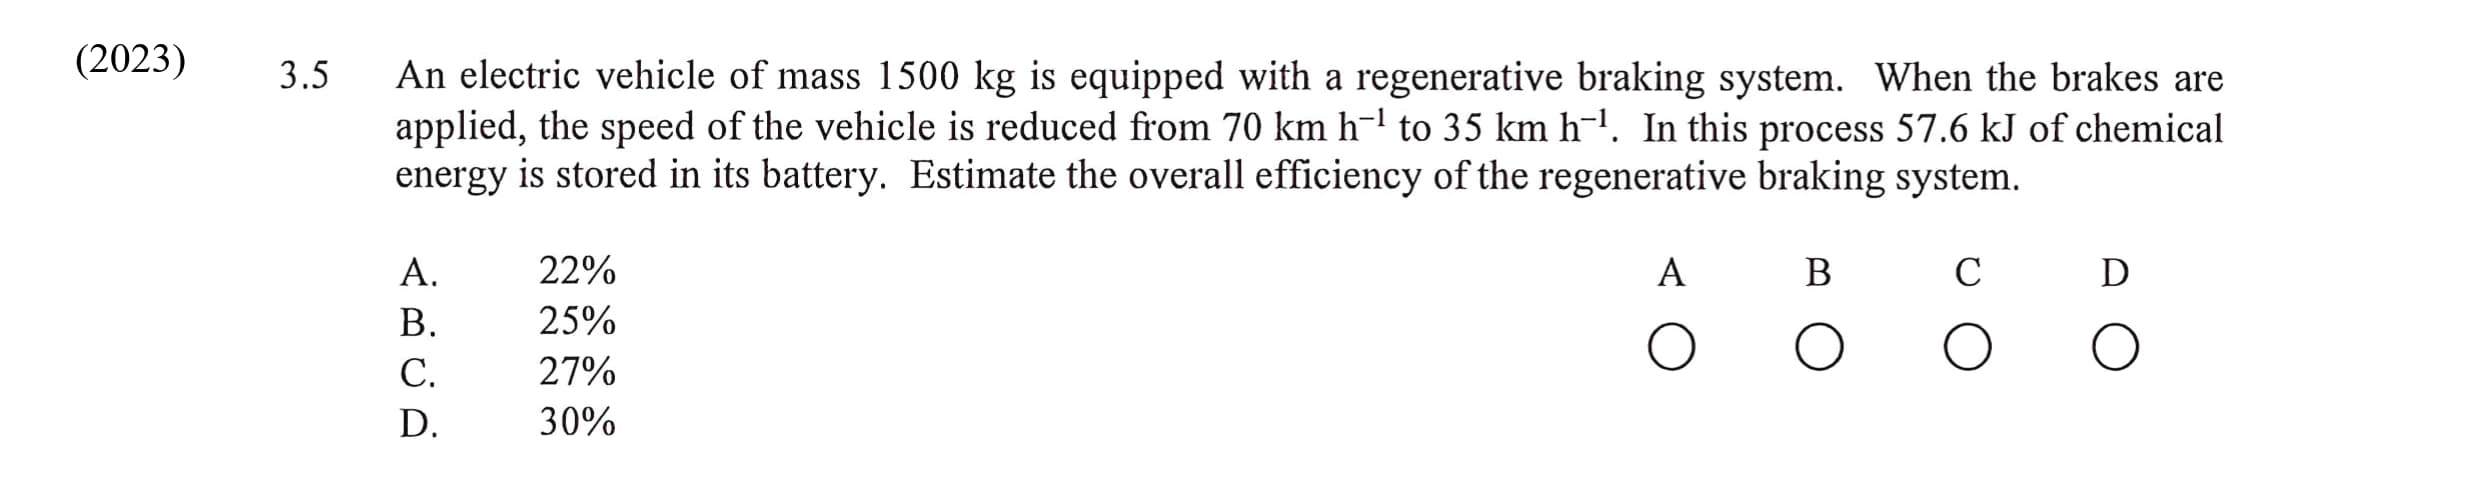 (2023)
3.5 An electric vehicle of mass 1500 kg is equipped with a regenerative braking system. When the brakes are
applied, the speed of the vehicle is reduced from 70 km h⁻¹ to 35 km h⁻¹. In this process 57.6 kJ of chemical
energy is stored in its battery. Estimate the overall efficiency of the regenerative braking system.
A. 22%
B. 25%
C. 27%
D. 30%
A B C D